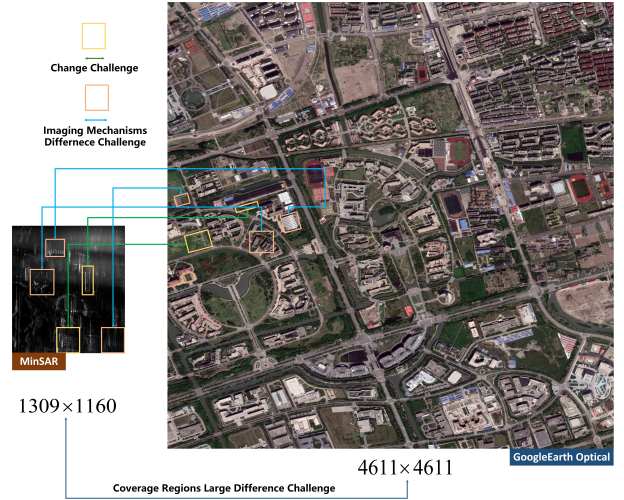 Change Challenge
Imaging Mechanisms
Differnece Challenge
MinSAR
1309×1160
GoogleEarth Optical
4611×4611
Coverage Regions Large Difference Challenge